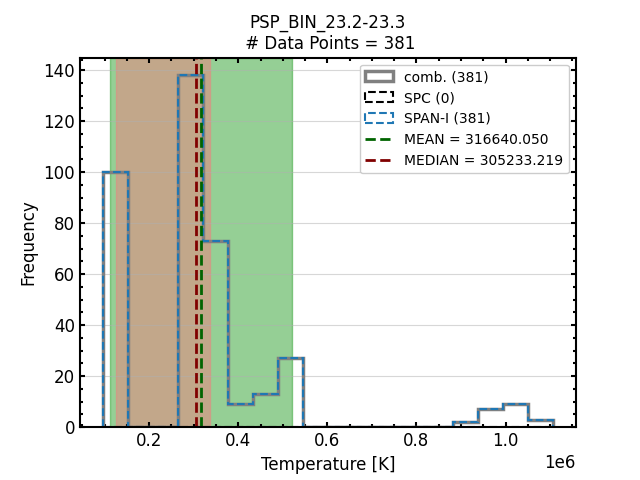 PSP_BIN_23.2-23.3
# Data Points = 381
comb. (381)
SPC (0)
SPAN-I (381)
MEAN = 316640.050
MEDIAN = 305233.219
140
120
100
80
60
40
20
0
Frequency
0.2 0.4 0.6 0.8 1.0
1e6
Temperature [K]